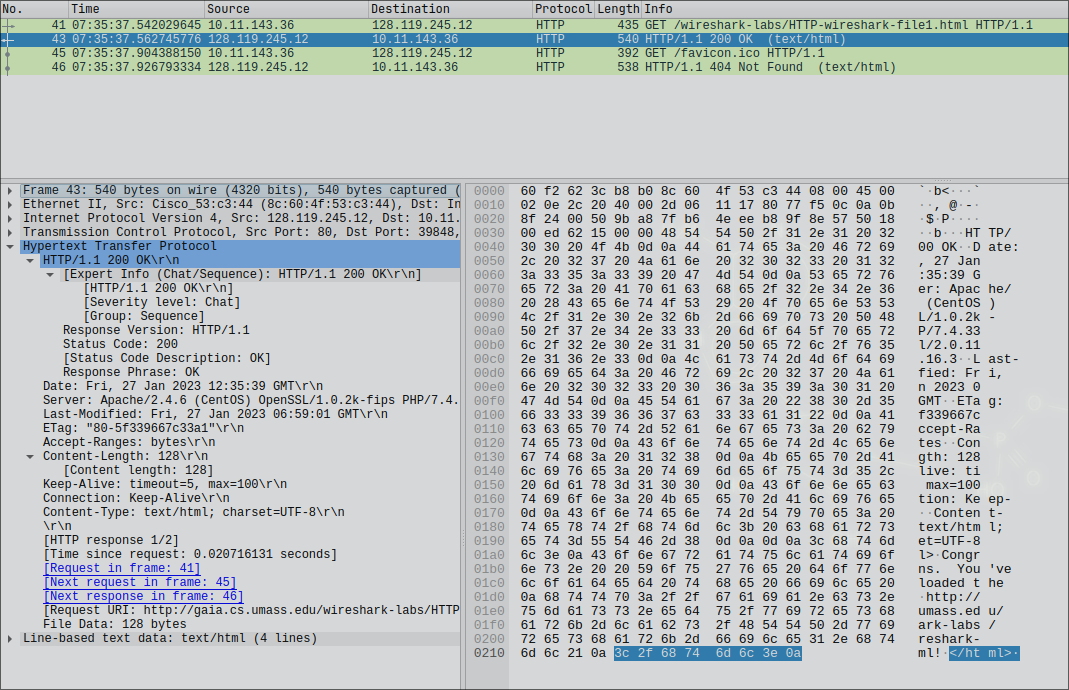 No. Time Source Destination Protocol Length Info
41 07:35:37.542029645 10.11.143.36 128.119.245.12 HTTP 435 GET /wireshark-labs/HTTP-wireshark-file1.html HTTP/1.1
43 07:35:37.562745776 128.119.245.12 10.11.143.36 HTTP 540 HTTP/1.1 200 OK (text/html)
45 07:35:37.904388150 10.11.143.36 128.119.245.12 HTTP 392 GET /favicon.ico HTTP/1.1
46 07:35:37.926793334 128.119.245.12 10.11.143.36 HTTP 538 HTTP/1.1 404 Not Found (text/html)
Frame 43: 540 bytes on wire (4320 bits), 540 bytes captured (
Ethernet II, Src: Cisco_53:c3:44 (8c:60:4f:53:c3:44), Dst: In
Internet Protocol Version 4, Src: 128.119.245.12, Dst: 10.11.
Transmission Control Protocol, Src Port: 80, Dst Port: 39848,
Hypertext Transfer Protocol
HTTP/1.1 200 OK\r\n
[Expert Info (Chat/Sequence): HTTP/1.1 200 OK\r\n]
[HTTP/1.1 200 OK\r\n]
[Severity level: Chat]
[Group: Sequence]
Response Version: HTTP/1.1
Status Code: 200
[Status Code Description: OK]
Response Phrase: OK
Date: Fri, 27 Jan 2023 12:35:39 GMT\r\n
Server: Apache/2.4.6 (CentOS) OpenSSL/1.0.2k-fips PHP/7.4.
Last-Modified: Fri, 27 Jan 2023 06:59:01 GMT\r\n
ETag: "80-5f339667c33a1"\r\n
Accept-Ranges: bytes\r\n
Content-Length: 128\r\n
[Content length: 128]
Keep-Alive: timeout=5, max=100\r\n
Connection: Keep-Alive\r\n
Content-Type: text/html; charset=UTF-8\r\n
\r\n
[HTTP response 1/2]
[Time since request: 0.020716131 seconds]
[Request in frame: 41]
[Next request in frame: 45]
[Next response in frame: 46]
[Request URI: http://gaia.cs.umass.edu/wireshark-labs/HTTP
File Data: 128 bytes
Line-based text data: text/html (4 lines)
0000 60 f2 62 3c b8 b0 8c 60 4f 53 c3 44 08 00 45 00 `·b<···`
0010 02 0e 2c 20 40 00 2d 06 11 17 80 77 f5 0c 0a 0b ··, @·-·
0020 8f 24 00 50 9b a8 7f b6 4e ee b8 9f 8e 57 50 18 ·$·P····
0030 00 ed 62 15 00 00 48 54 54 50 2f 31 2e 31 20 32 ··b···HT TP/
0040 30 30 20 4f 4b 0d 0a 44 61 74 65 3a 20 46 72 69 00 OK··D ate:
0050 2c 20 32 37 20 4a 61 6e 20 32 30 32 33 20 31 32 , 27 Jan
0060 3a 33 35 3a 33 39 20 47 4d 54 0d 0a 53 65 72 76 :35:39 G
0070 65 72 3a 20 41 70 61 63 68 65 2f 32 2e 34 2e 36 er: Apac he/
0080 20 28 43 65 6e 74 4f 53 29 20 4f 70 65 6e 53 53 (CentOS )
0090 4c 2f 31 2e 30 2e 32 6b 2d 66 69 70 73 20 50 48 L/1.0.2k -
00a0 50 2f 37 2e 34 2e 33 33 20 6d 6f 64 5f 70 65 72 P/7.4.33
00b0 6c 2f 32 2e 30 2e 31 31 20 50 65 72 6c 2f 76 35 l/2.0.11
00c0 2e 31 36 2e 33 0d 0a 4c 61 73 74 2d 4d 6f 64 69 .16.3··L ast-
00d0 66 69 65 64 3a 20 46 72 69 2c 20 32 37 20 4a 61 fied: Fr i,
00e0 6e 20 32 30 32 33 20 30 36 3a 35 39 3a 30 31 20 n 2023 0
00f0 47 4d 54 0d 0a 45 54 61 67 3a 20 22 38 30 2d 35 GMT··ETa g:
0100 66 33 33 39 36 36 37 63 33 33 61 31 22 0d 0a 41 f339667c
0110 63 63 65 70 74 2d 52 61 6e 67 65 73 3a 20 62 79 ccept-Ra
0120 74 65 73 0d 0a 43 6f 6e 74 65 6e 74 2d 4c 65 6e tes··Con
0130 67 74 68 3a 20 31 32 38 0d 0a 4b 65 65 70 2d 41 gth: 128
0140 6c 69 76 65 3a 20 74 69 6d 65 6f 75 74 3d 35 2c live: ti
0150 20 6d 61 78 3d 31 30 30 0d 0a 43 6f 6e 6e 65 63 max=100
0160 74 69 6f 6e 3a 20 4b 65 65 70 2d 41 6c 69 76 65 tion: Ke ep-
0170 0d 0a 43 6f 6e 74 65 6e 74 2d 54 79 70 65 3a 20 ··Conten t-
0180 74 65 78 74 2f 68 74 6d 6c 3b 20 63 68 61 72 73 text/htm l;
0190 65 74 3d 55 54 46 2d 38 0d 0a 0d 0a 3c 68 74 6d et=UTF-8
01a0 6c 3e 0a 43 6f 6e 67 72 61 74 75 6c 61 74 69 6f l>·Congr
01b0 6e 73 2e 20 20 59 6f 75 27 76 65 20 64 6f 77 6e ns. You 've
01c0 6c 6f 61 64 65 64 20 74 68 65 20 66 69 6c 65 20 loaded t he
01d0 0a 68 74 74 70 3a 2f 2f 67 61 69 61 2e 63 73 2e ·http://
01e0 75 6d 61 73 73 2e 65 64 75 2f 77 69 72 65 73 68 umass.ed u/
01f0 61 72 6b 2d 6c 61 62 73 2f 48 54 54 50 2d 77 69 ark-labs /
0200 72 65 73 68 61 72 6b 2d 66 69 6c 65 31 2e 68 74 reshark-
0210 6d 6c 21 0a 3c 2f 68 74 6d 6c 3e 0a ml!·</ht ml>·